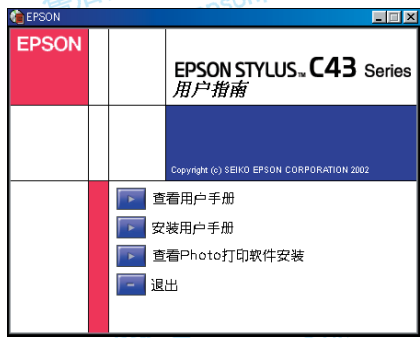 EPSON
EPSON
EPSON STYLUS™ C43 Series
用户指南
Copyright (c) SEIKO EPSON CORPORATION 2002
查看用户手册
安装用户手册
查看Photo打印软件安装
退出